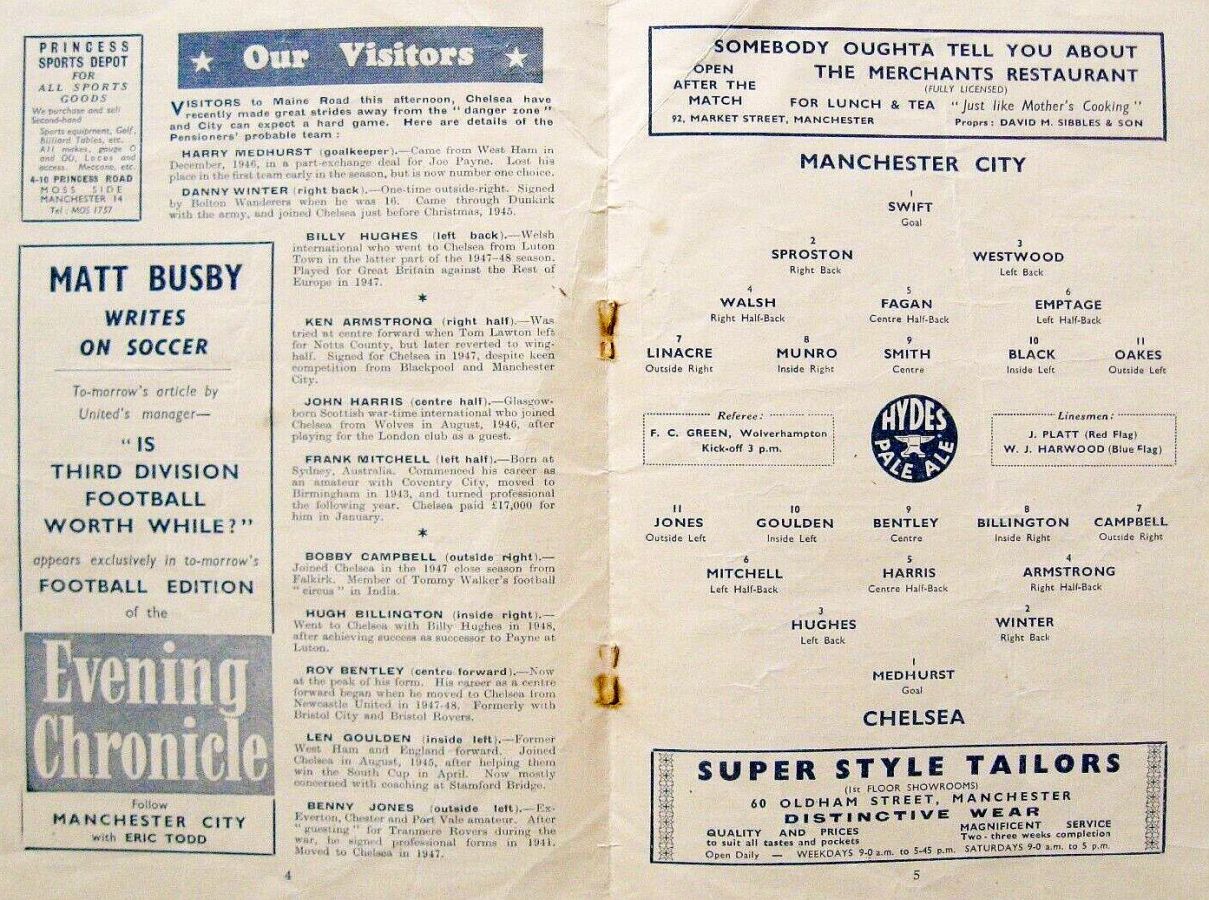 PRINCESS
SPORTS DEPOT
FOR
ALL SPORTS
GOODS
We purchase and sell
Second-hand
Sports equipment, Golf,
Billiard Tables, etc.
All makes, gauge O
and OO, Locos and
access. Meccano, etc.
4-10 PRINCESS ROAD
MOSS SIDE
MANCHESTER 14
Tel: MOS 1757
MATT BUSBY
WRITES
ON SOCCER
To-morrow's article by
United's manager—
"IS
THIRD DIVISION
FOOTBALL
WORTH WHILE?"
appears exclusively in to-morrow's
FOOTBALL EDITION
of the
Evening
Chronicle
Follow
MANCHESTER CITY
with ERIC TODD
★ Our Visitors ★
VISITORS to Maine Road this afternoon, Chelsea have
recently made great strides away from the "danger zone"
and City can expect a hard game. Here are details of the
Pensioners' probable team :
HARRY MEDHURST (goalkeeper).—Came from West Ham in
December, 1946, in a part-exchange deal for Joe Payne. Lost his
place in the first team early in the season, but is now number one choice.
DANNY WINTER (right back).—One-time outside-right. Signed
by Bolton Wanderers when he was 16. Came through Dunkirk
with the army, and joined Chelsea just before Christmas, 1945.
BILLY HUGHES (left back).—Welsh
international who went to Chelsea from Luton
Town in the latter part of the 1947-48 season.
Played for Great Britain against the Rest of
Europe in 1947.
*
KEN ARMSTRONG (right half).—Was
tried at centre forward when Tom Lawton left
for Notts County, but later reverted to wing-
half. Signed for Chelsea in 1947, despite keen
competition from Blackpool and Manchester
City.
JOHN HARRIS (centre half).—Glasgow-
born Scottish war-time international who joined
Chelsea from Wolves in August, 1946, after
playing for the London club as a guest.
FRANK MITCHELL (left half).—Born at
Sydney, Australia. Commenced his career as
an amateur with Coventry City, moved to
Birmingham in 1943, and turned professional
the following year. Chelsea paid £17,000 for
him in January.
*
BOBBY CAMPBELL (outside right).—
Joined Chelsea in the 1947 close season from
Falkirk. Member of Tommy Walker's football
"circus" in India.
HUGH BILLINGTON (inside right).—
Went to Chelsea with Billy Hughes in 1948,
after achieving success as successor to Payne at
Luton.
ROY BENTLEY (centre forward).—Now
at the peak of his form. His career as a centre
forward began when he moved to Chelsea from
Newcastle United in 1947-48. Formerly with
Bristol City and Bristol Rovers.
LEN GOULDEN (inside left).—Former
West Ham and England forward. Joined
Chelsea in August, 1945, after helping them
win the South Cup in April. Now mostly
concerned with coaching at Stamford Bridge.
BENNY JONES (outside left).—Ex-
Everton, Chester and Port Vale amateur. After
"guesting" for Tranmere Rovers during the
war, he signed professional forms in 1941.
Moved to Chelsea in 1947.
4
SOMEBODY OUGHTA TELL YOU ABOUT
OPEN
AFTER THE
MATCH
THE MERCHANTS RESTAURANT
(FULLY LICENSED)
FOR LUNCH & TEA "Just like Mother's Cooking"
92, MARKET STREET, MANCHESTER Proprs: DAVID M. SIBBLES & SON
MANCHESTER CITY
1
SWIFT
Goal
2 3
SPROSTON WESTWOOD
Right Back Left Back
4 5 6
WALSH FAGAN EMPTAGE
Right Half-Back Centre Half-Back Left Half-Back
7 8 9 10 11
LINACRE MUNRO SMITH BLACK OAKES
Outside Right Inside Right Centre Inside Left Outside Left
Referee:
F. C. GREEN, Wolverhampton
Kick-off 3 p.m.
HYDES
PALE ALE
Linesmen:
J. PLATT (Red Flag)
W. J. HARWOOD (Blue Flag)
11 10 9 8 7
JONES GOULDEN BENTLEY BILLINGTON CAMPBELL
Outside Left Inside Left Centre Inside Right Outside Right
6 5 4
MITCHELL HARRIS ARMSTRONG
Left Half-Back Centre Half-Back Right Half-Back
3 2
HUGHES WINTER
Left Back Right Back
1
MEDHURST
Goal
CHELSEA
SUPER STYLE TAILORS
(1st FLOOR SHOWROOMS)
60 OLDHAM STREET, MANCHESTER
DISTINCTIVE WEAR
QUALITY AND PRICES
to suit all tastes and pockets
MAGNIFICENT SERVICE
Two-three weeks completion
Open Daily — WEEKDAYS 9-0 a.m. to 5-45 p.m. SATURDAYS 9-0 a.m. to 5 p.m.
5